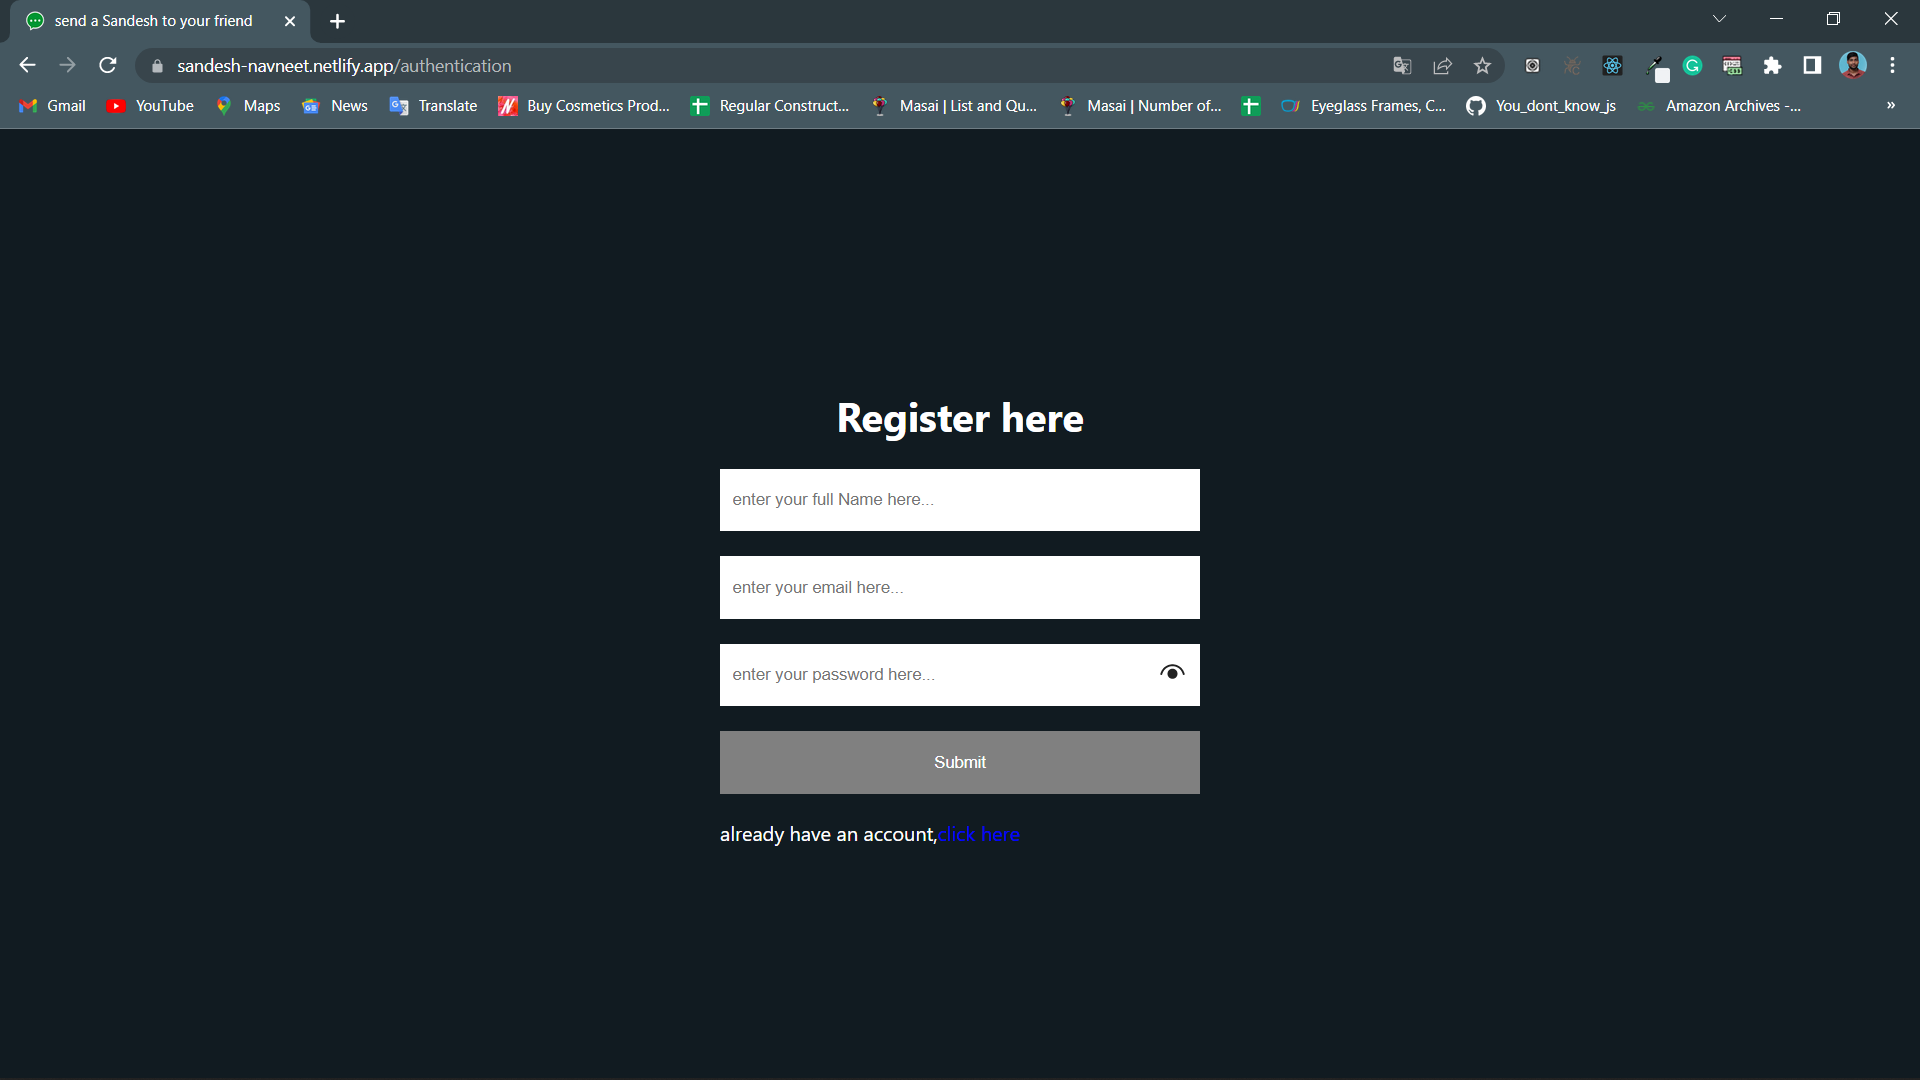 send a Sandesh to your friend
sandesh-navneet.netlify.app/authentication
Gmail YouTube Maps News Translate Buy Cosmetics Prod... Regular Construct... Masai | List and Qu... Masai | Number of... Eyeglass Frames, C... You_dont_know_js Amazon Archives -... »
Register here
enter your full Name here...
enter your email here...
enter your password here...
Submit
already have an account,click here